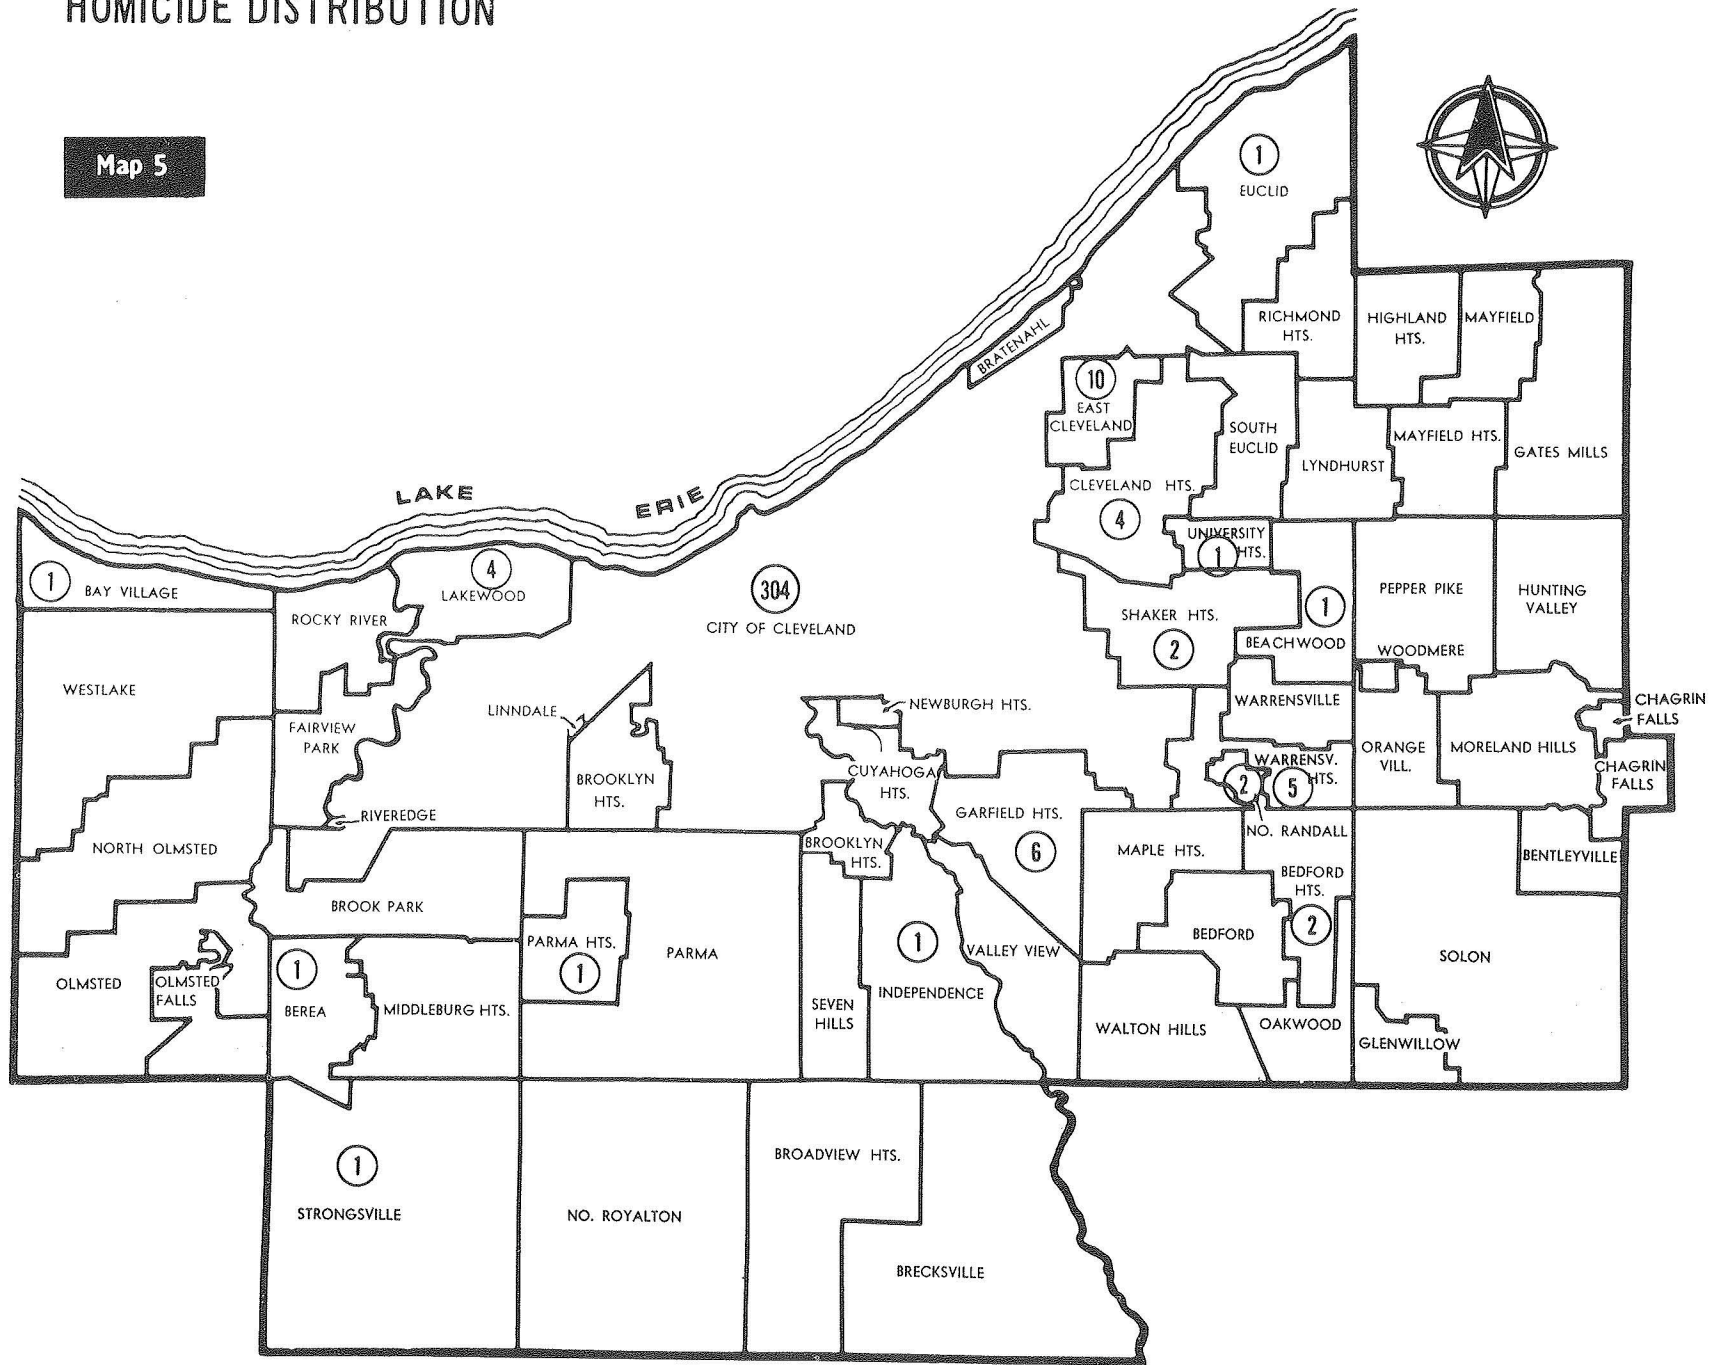 HOMICIDE DISTRIBUTION
Map 5
1
EUCLID
RICHMOND
HTS.
HIGHLAND
HTS.
MAYFIELD
BRATENAHL
10
EAST
CLEVELAND
SOUTH
EUCLID
LYNDHURST
MAYFIELD HTS.
GATES MILLS
CLEVELAND HTS.
4
LAKE ERIE
UNIVERSITY
HTS.
1
1
BAY VILLAGE
4
LAKEWOOD
ROCKY RIVER
304
CITY OF CLEVELAND
SHAKER HTS.
2
1
BEACHWOOD
PEPPER PIKE
HUNTING
VALLEY
WOODMERE
WESTLAKE
FAIRVIEW
PARK
LINNDALE
NEWBURGH HTS.
WARRENSVILLE
CHAGRIN
FALLS
BROOKLYN
HTS.
CUYAHOGA
HTS.
WARRENSV.
HTS.
2
5
ORANGE
VILL.
MORELAND HILLS
CHAGRIN
FALLS
RIVEREDGE
GARFIELD HTS.
6
NO. RANDALL
NORTH OLMSTED
BROOKLYN
HTS.
MAPLE HTS.
BEDFORD
HTS.
2
BENTLEYVILLE
BROOK PARK
PARMA HTS.
1
PARMA
1
INDEPENDENCE
VALLEY VIEW
BEDFORD
SOLON
OLMSTED
OLMSTED
FALLS
1
BEREA
MIDDLEBURG HTS.
SEVEN
HILLS
WALTON HILLS
OAKWOOD
GLENWILLOW
1
STRONGSVILLE
NO. ROYALTON
BROADVIEW HTS.
BRECKSVILLE